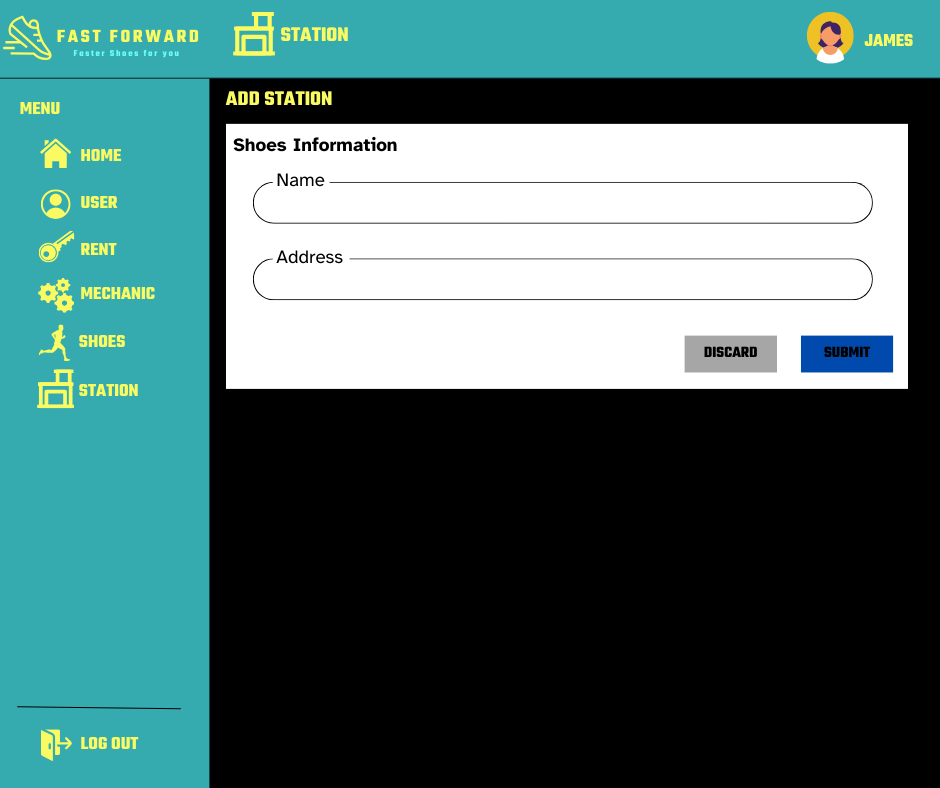 FAST FORWARD
Faster Shoes for you
STATION
JAMES
MENU
HOME
USER
RENT
MECHANIC
SHOES
STATION
LOG OUT
ADD STATION
Shoes Information
Name
Address
DISCARD
SUBMIT